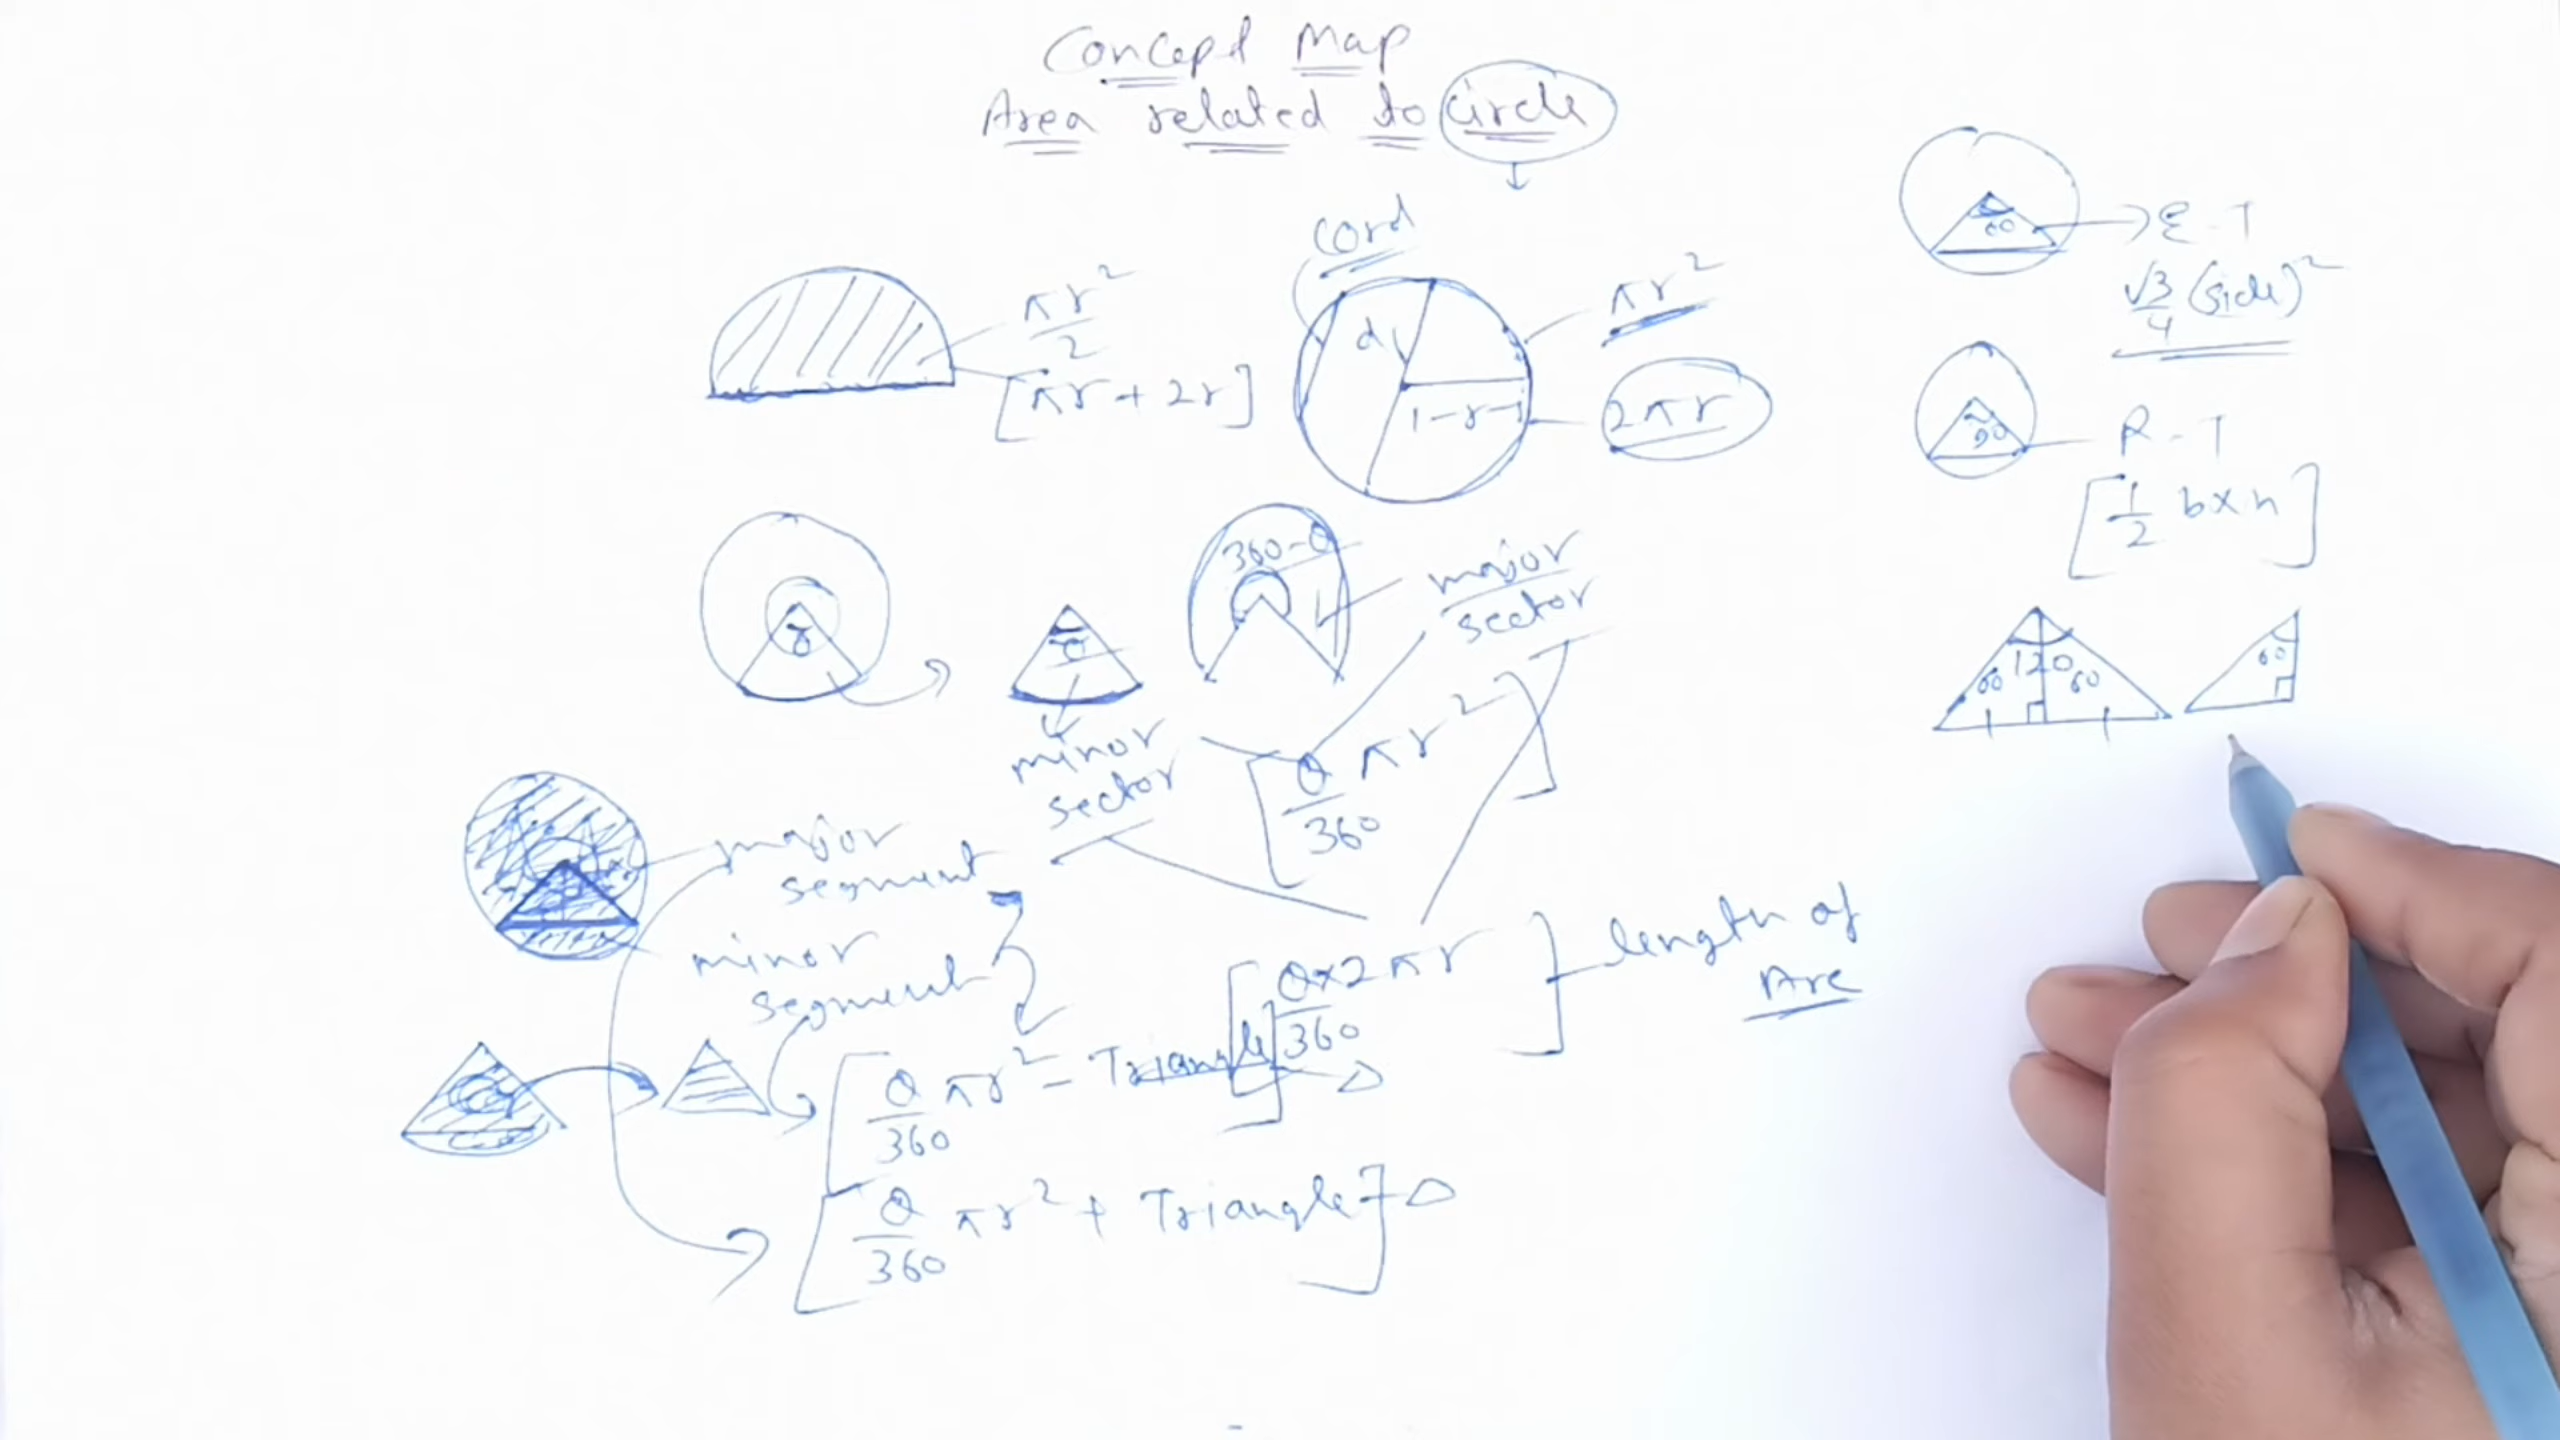 Concept Map
Area related to circle
cord
πr²/2
[πr + 2r]
d
r
πr²
2πr
60
E-T
√3/4 (side)²
90
R-T
[1/2 b×h]
θ
360-θ
major
sector
minor
sector
[θ/360 πr²]
120
60
60
60
major
segment
minor
segment
[θ×2πr/360]
length of
Arc
[θ/360 πr² - Triangle] Δ
[θ/360 πr² + Triangle] Δ